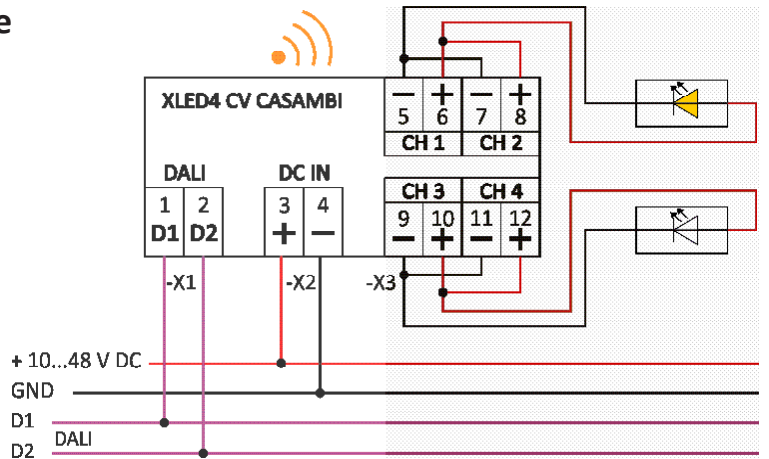 e
XLED4 CV CASAMBI
− + − +
5 6 7 8
CH 1 CH 2
DALI DC IN
1 2 3 4
D1 D2 + −
CH 3 CH 4
9 10 11 12
− + − +
-X1 -X2 -X3
+ 10...48 V DC
GND
D1
DALI
D2